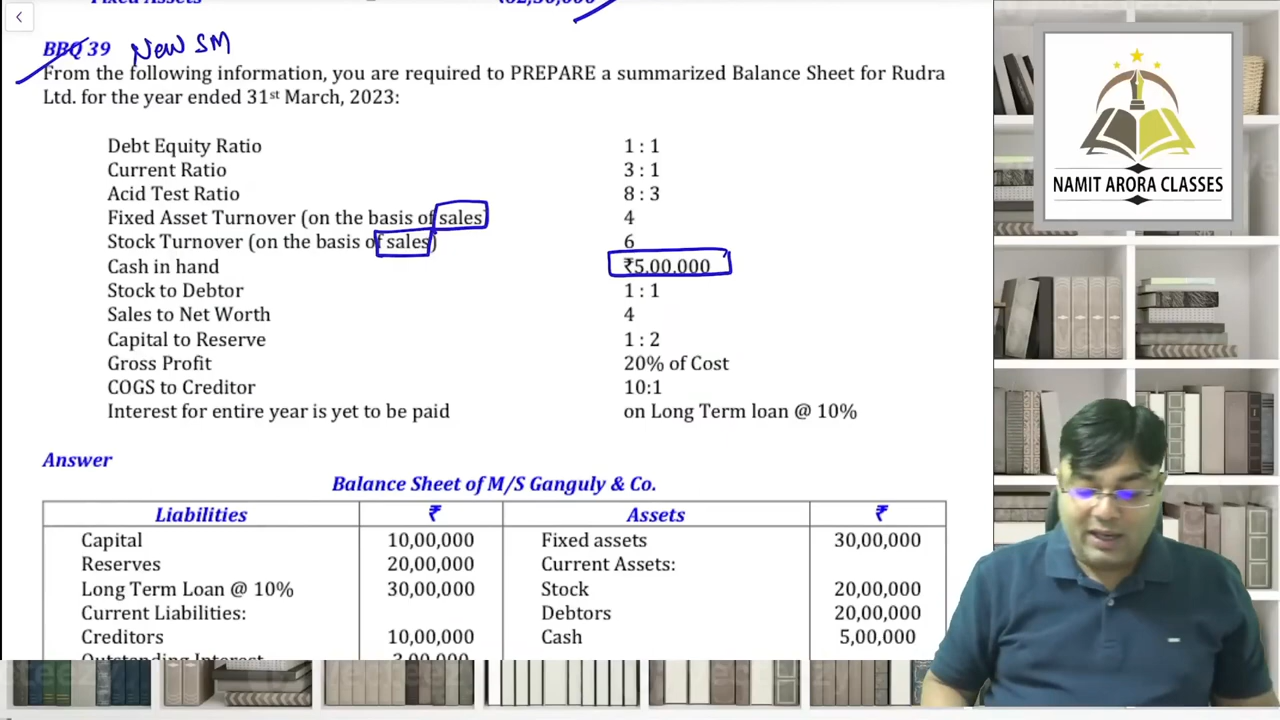 Fixed Assets
BBQ 39 New SM
From the following information, you are required to PREPARE a summarized Balance Sheet for Rudra
Ltd. for the year ended 31st March, 2023:
Debt Equity Ratio 1 : 1
Current Ratio 3 : 1
Acid Test Ratio 8 : 3
Fixed Asset Turnover (on the basis of sales) 4
Stock Turnover (on the basis of sales) 6
Cash in hand ₹5,00,000
Stock to Debtor 1 : 1
Sales to Net Worth 4
Capital to Reserve 1 : 2
Gross Profit 20% of Cost
COGS to Creditor 10:1
Interest for entire year is yet to be paid on Long Term loan @ 10%
Answer
Balance Sheet of M/S Ganguly & Co.
Liabilities ₹ Assets ₹
Capital 10,00,000 Fixed assets 30,00,000
Reserves 20,00,000 Current Assets:
Long Term Loan @ 10% 30,00,000 Stock 20,00,000
Current Liabilities: Debtors 20,00,000
Creditors 10,00,000 Cash 5,00,000
Outstanding Interest 3,00,000
NAMIT ARORA CLASSES